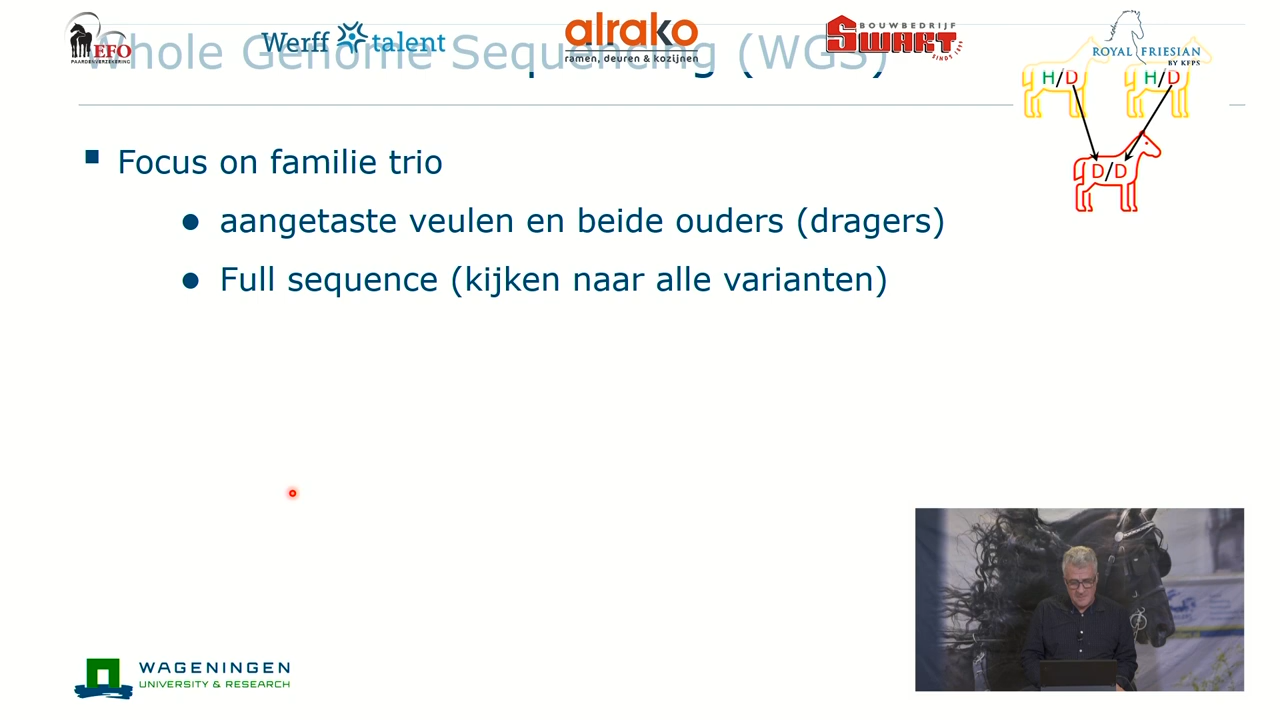 EFO
PAARDENVERZEKERING
Werff talent
alrako
ramen, deuren & kozijnen
BOUWBEDRIJF
SWART
SINDS 1969
ROYAL FRIESIAN
BY KFPS
Whole Genome Sequencing (WGS)
H/D
H/D
D/D
Focus on familie trio
aangetaste veulen en beide ouders (dragers)
Full sequence (kijken naar alle varianten)
WAGENINGEN
UNIVERSITY & RESEARCH